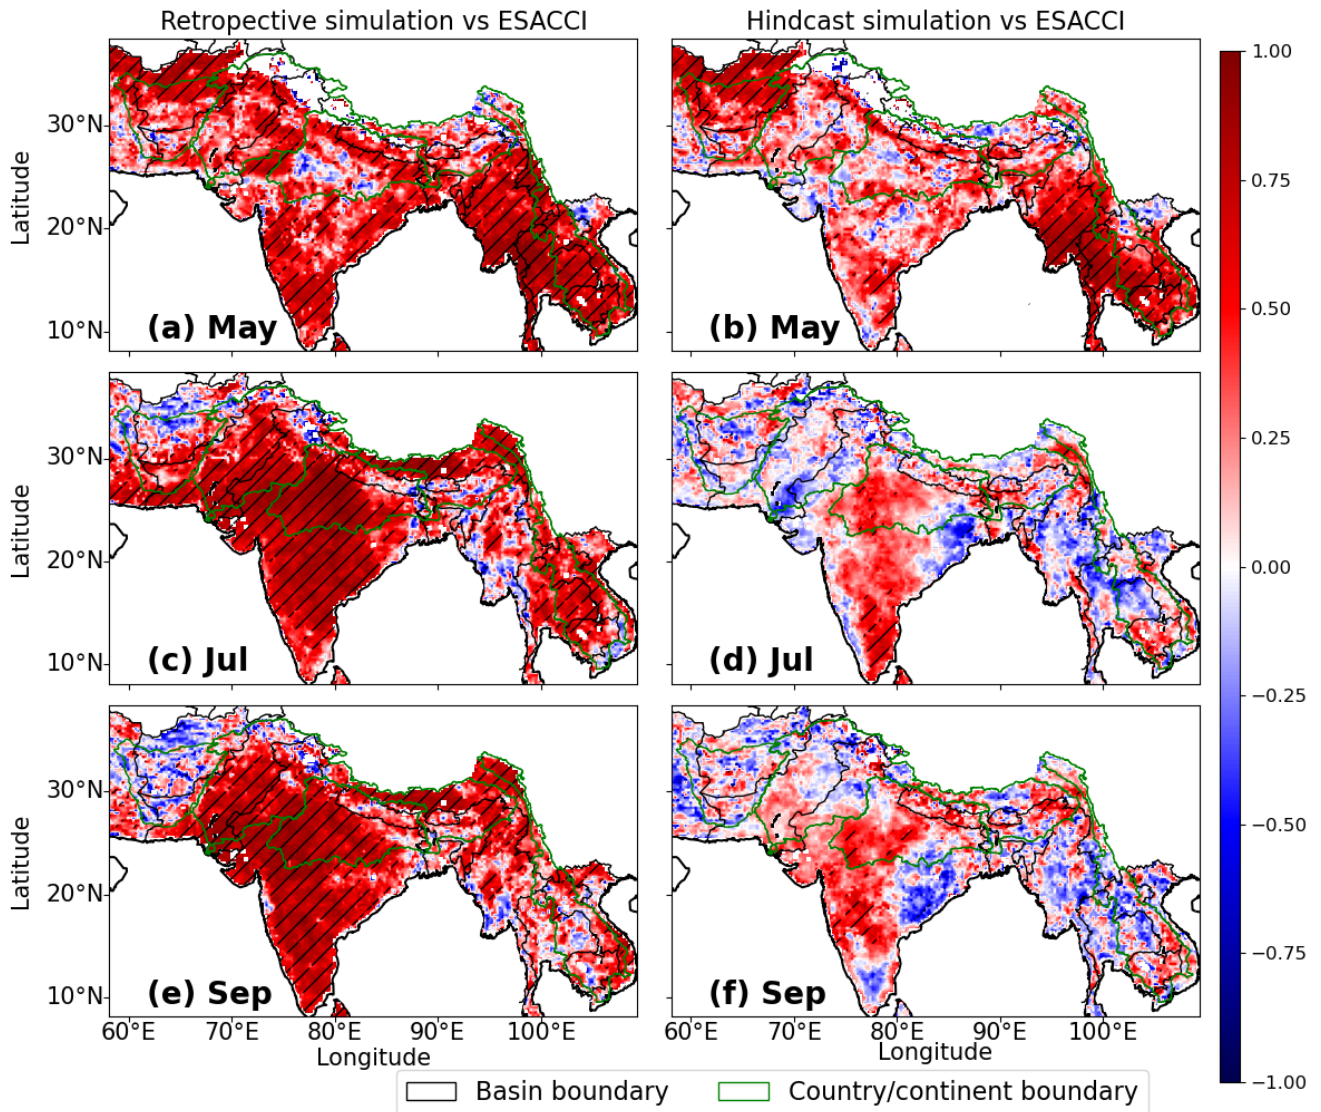 Retropective simulation vs ESACCI
Hindcast simulation vs ESACCI
Latitude
30°N
20°N
10°N
(a) May
(b) May
1.00
0.75
0.50
0.25
0.00
−0.25
−0.50
−0.75
−1.00
Latitude
30°N
20°N
10°N
(c) Jul
(d) Jul
Latitude
30°N
20°N
10°N
(e) Sep
(f) Sep
60°E 70°E 80°E 90°E 100°E
60°E 70°E 80°E 90°E 100°E
Longitude
Longitude
Basin boundary
Country/continent boundary